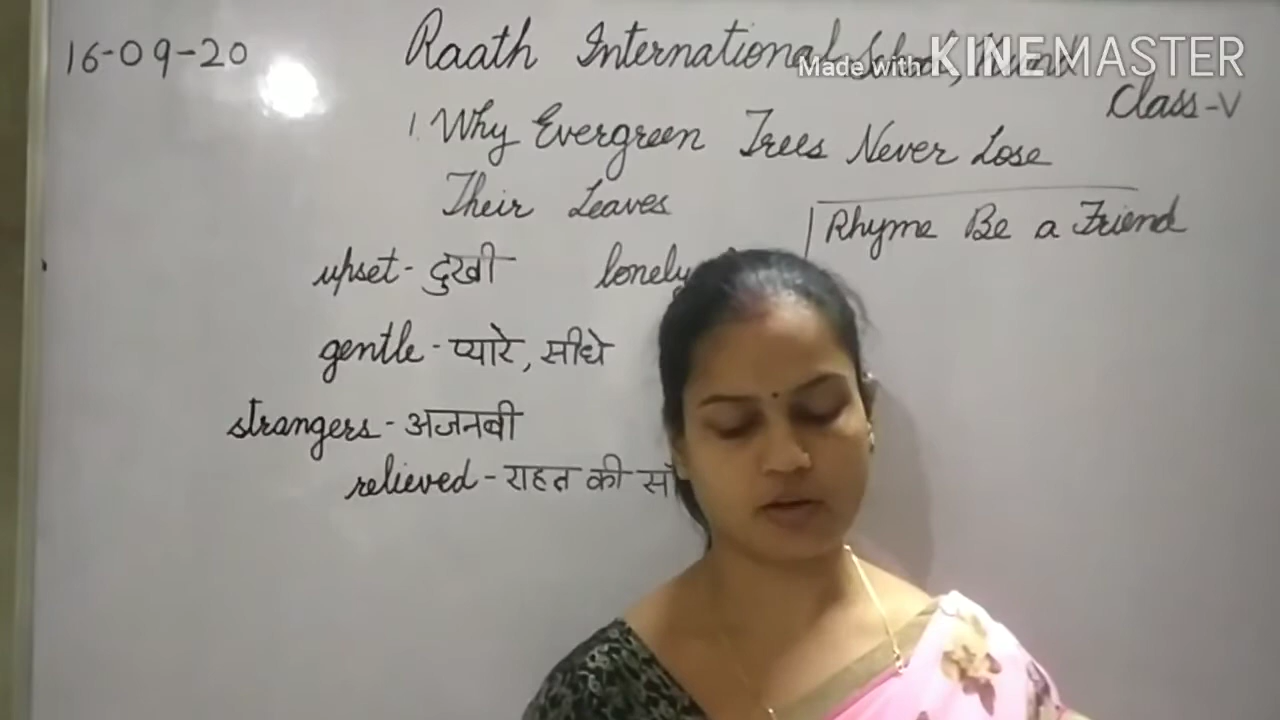 16-09-20
Raath International School,
Made with KINEMASTER
Class-V
1. Why Evergreen Trees Never Lose
Their Leaves
Rhyme Be a Friend
upset - दुखी lonely
gentle - प्यारे, सीधे
strangers - अजनबी
relieved - राहत की